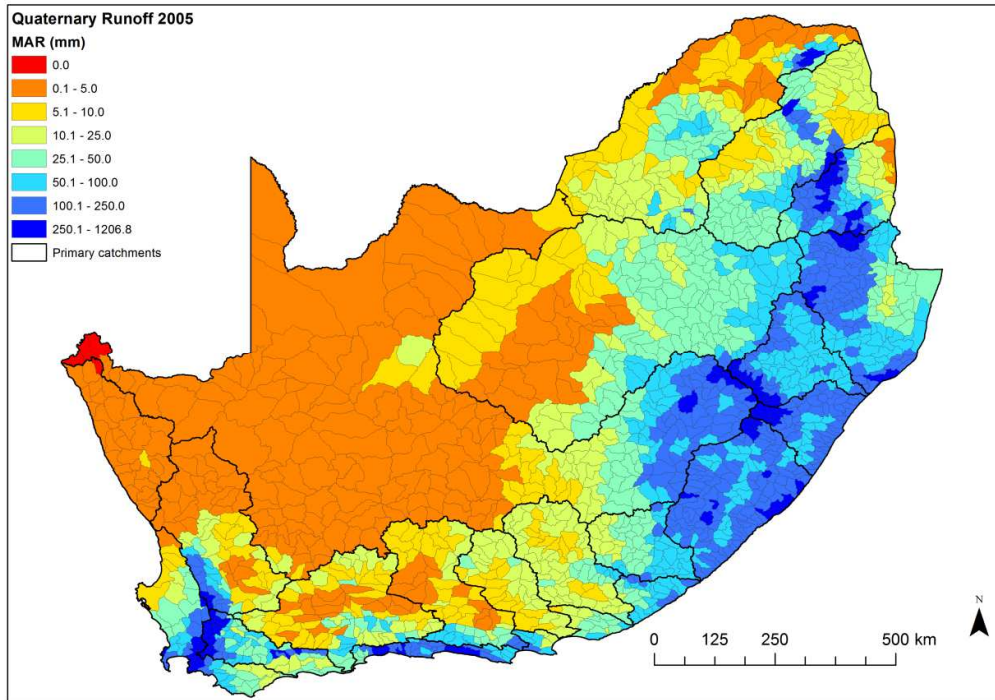 Quaternary Runoff 2005
MAR (mm)
0.0
0.1 - 5.0
5.1 - 10.0
10.1 - 25.0
25.1 - 50.0
50.1 - 100.0
100.1 - 250.0
250.1 - 1206.8
Primary catchments
N
0 125 250 500 km